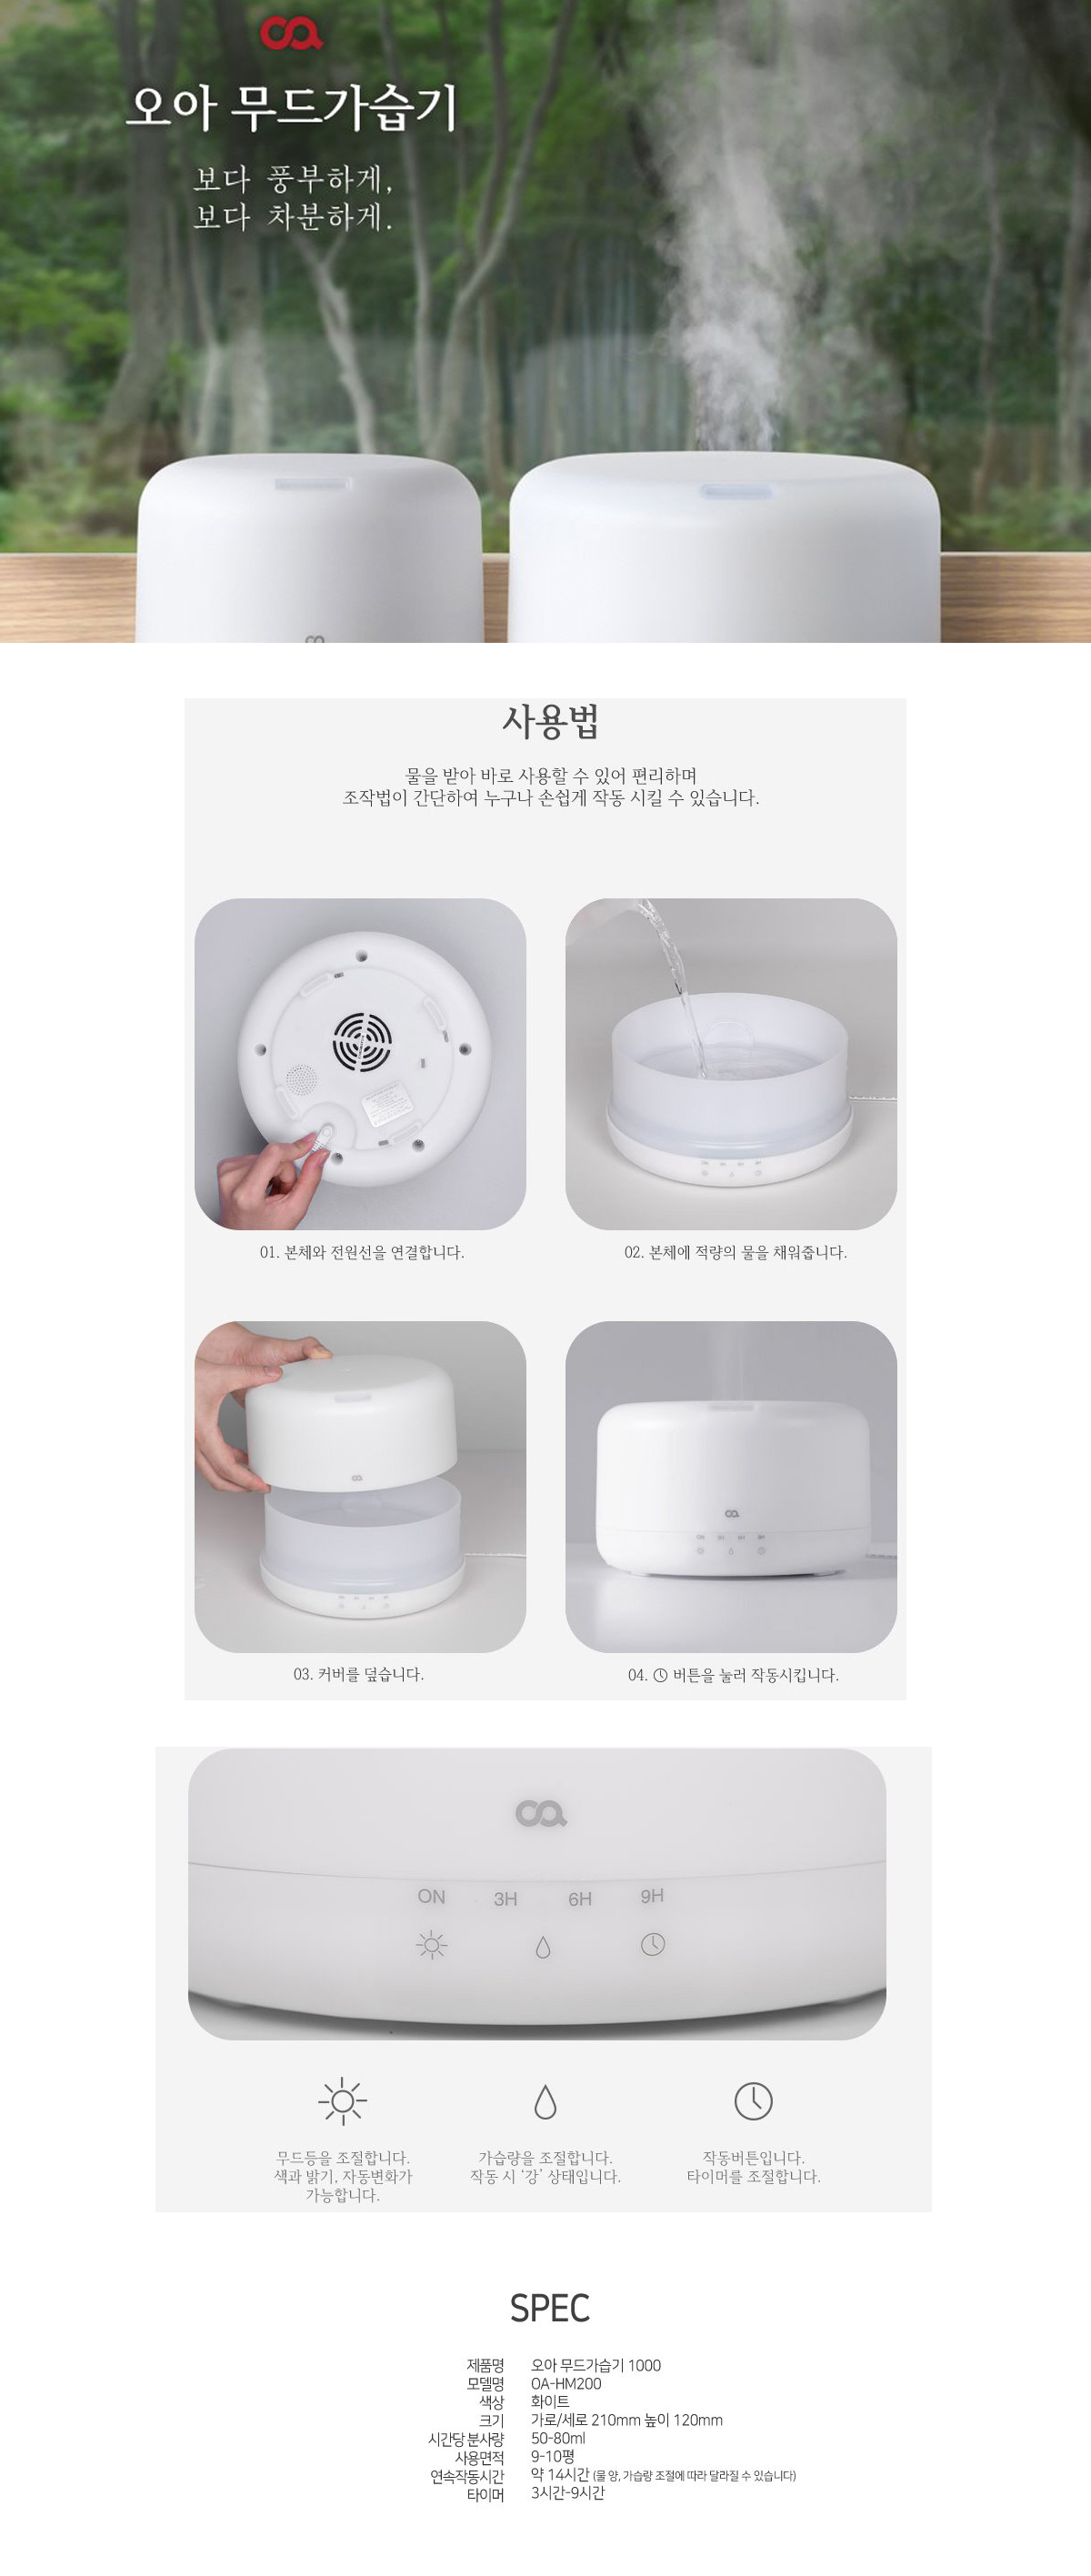 oa
오아 무드가습기
보다 풍부하게,
보다 차분하게.
사용법
물을 받아 바로 사용할 수 있어 편리하며
조작법이 간단하여 누구나 손쉽게 작동 시킬 수 있습니다.
01. 본체와 전원선을 연결합니다.
02. 본체에 적량의 물을 채워줍니다.
03. 커버를 덮습니다.
04. 버튼을 눌러 작동시킵니다.
oa
ON 3H 6H 9H
무드등을 조절합니다.
색과 밝기, 자동변화가
가능합니다.
가습량을 조절합니다.
작동 시 '강' 상태입니다.
작동버튼입니다.
타이머를 조절합니다.
SPEC
제품명 오아 무드가습기 1000
모델명 OA-HM200
색상 화이트
크기 가로/세로 210mm 높이 120mm
시간당 분사량 50-80ml
사용면적 9-10평
연속작동시간 약 14시간 (물 양, 가습량 조절에 따라 달라질 수 있습니다)
타이머 3시간-9시간